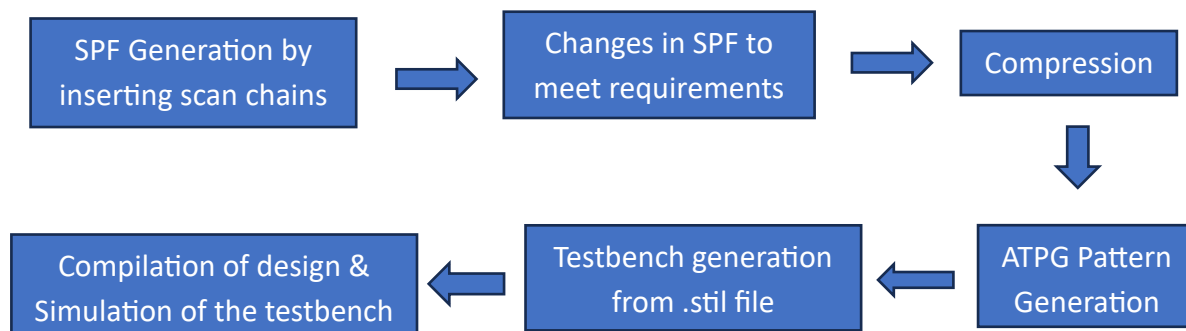 SPF Generation by
inserting scan chains
Changes in SPF to
meet requirements
Compression
ATPG Pattern
Generation
Testbench generation
from .stil file
Compilation of design &
Simulation of the testbench